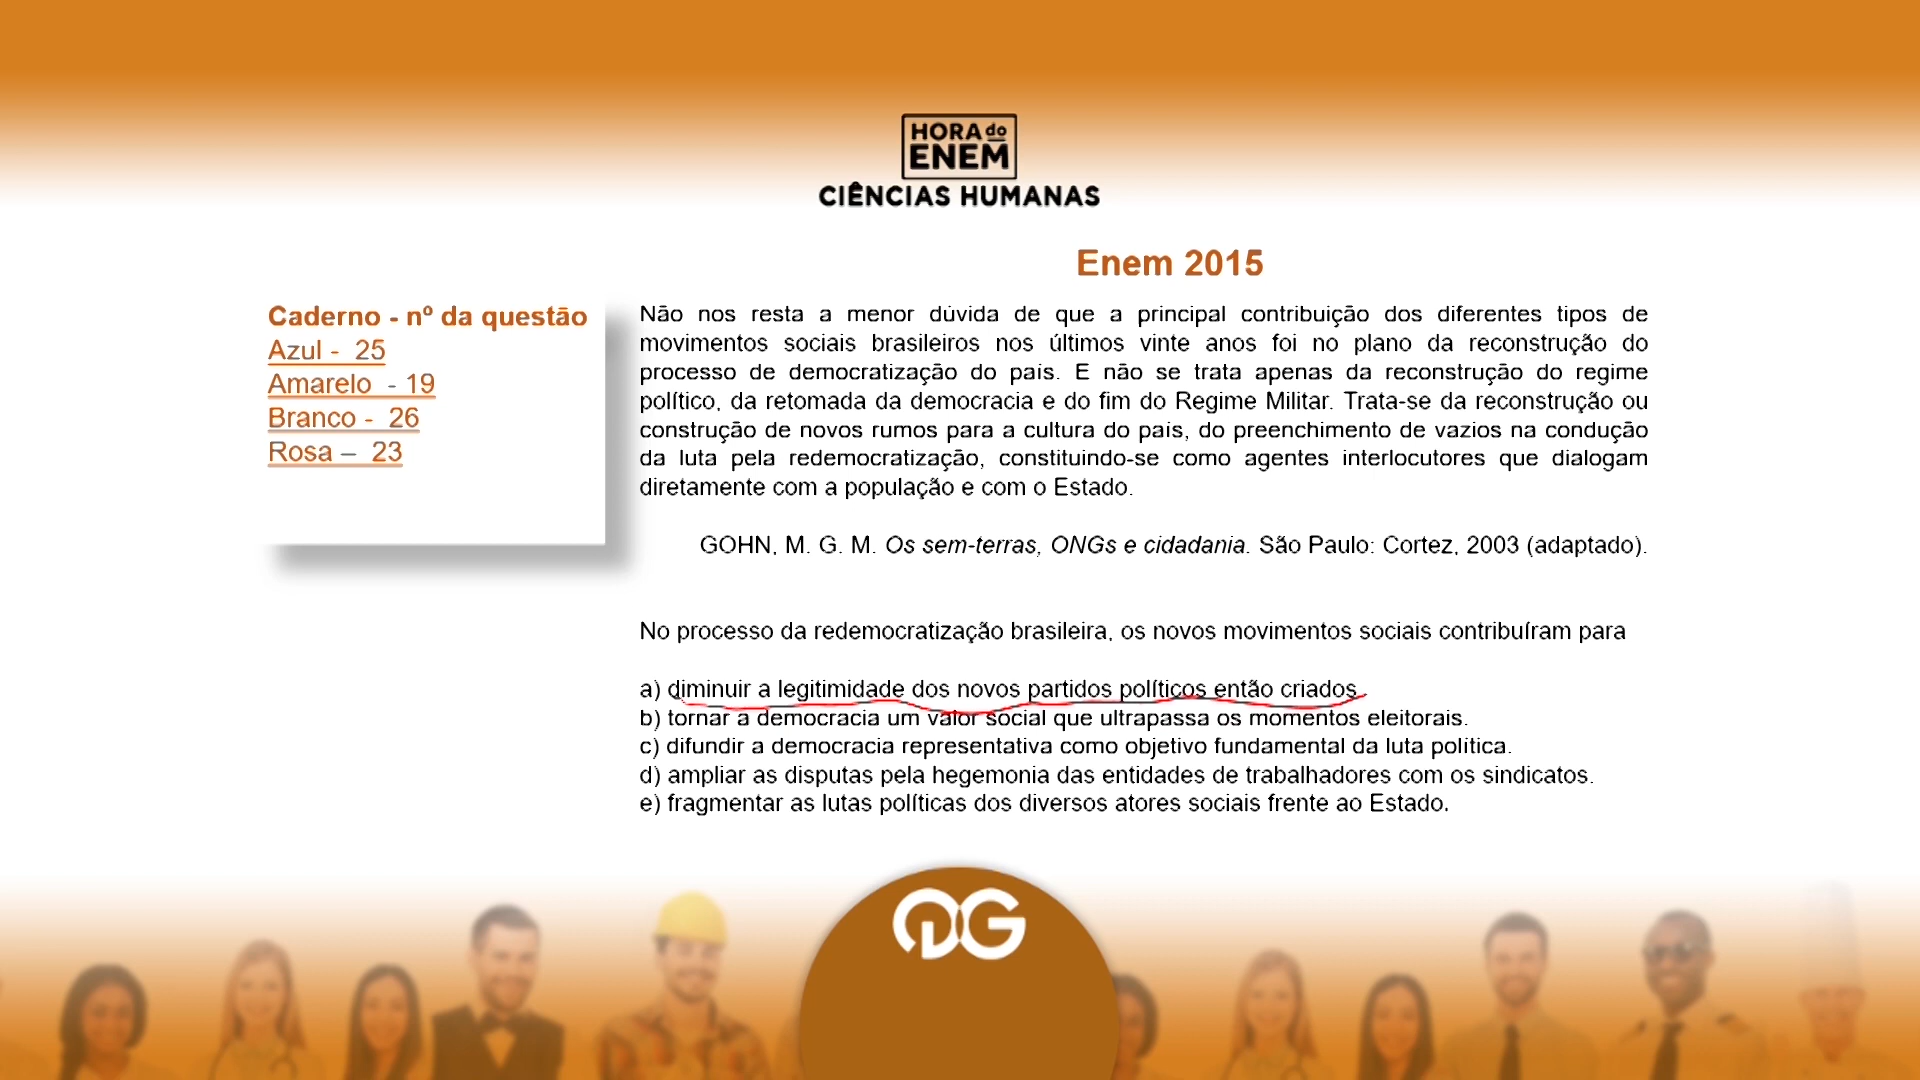 HORA do
ENEM
CIÊNCIAS HUMANAS
Enem 2015
Caderno - nº da questão
Azul - 25
Amarelo - 19
Branco - 26
Rosa – 23
Não nos resta a menor dúvida de que a principal contribuição dos diferentes tipos de
movimentos sociais brasileiros nos últimos vinte anos foi no plano da reconstrução do
processo de democratização do país. E não se trata apenas da reconstrução do regime
político, da retomada da democracia e do fim do Regime Militar. Trata-se da reconstrução ou
construção de novos rumos para a cultura do país, do preenchimento de vazios na condução
da luta pela redemocratização, constituindo-se como agentes interlocutores que dialogam
diretamente com a população e com o Estado.
GOHN, M. G. M. Os sem-terras, ONGs e cidadania. São Paulo: Cortez, 2003 (adaptado).
No processo da redemocratização brasileira, os novos movimentos sociais contribuíram para
a) diminuir a legitimidade dos novos partidos políticos então criados.
b) tornar a democracia um valor social que ultrapassa os momentos eleitorais.
c) difundir a democracia representativa como objetivo fundamental da luta política.
d) ampliar as disputas pela hegemonia das entidades de trabalhadores com os sindicatos.
e) fragmentar as lutas políticas dos diversos atores sociais frente ao Estado.
DG